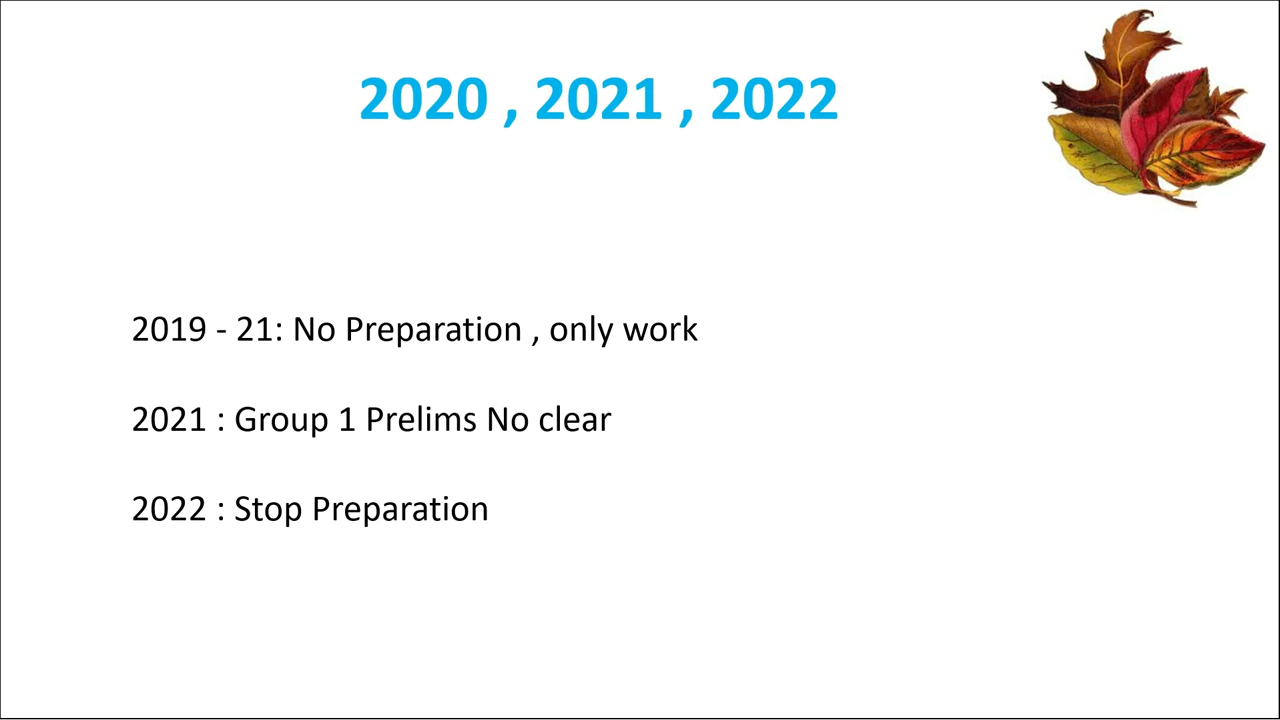 2020 , 2021 , 2022
2019 - 21: No Preparation , only work
2021 : Group 1 Prelims No clear
2022 : Stop Preparation